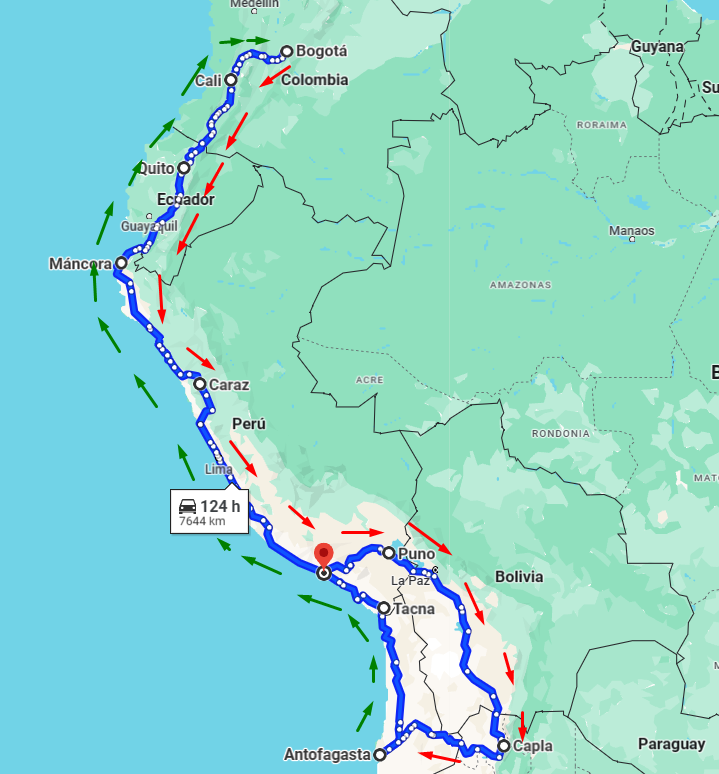 Medellín
Bogotá
Guyana
Cali
Colombia
Su
RORAIMA
Quito
Ecuador
Guayaquil
Manaos
Máncora
AMAZONAS
B
ACRE
Caraz
Perú
RONDONIA
Lima
MAT
124 h
7644 km
Puno
La Paz
Bolivia
Tacna
Capla
Paraguay
Antofagasta